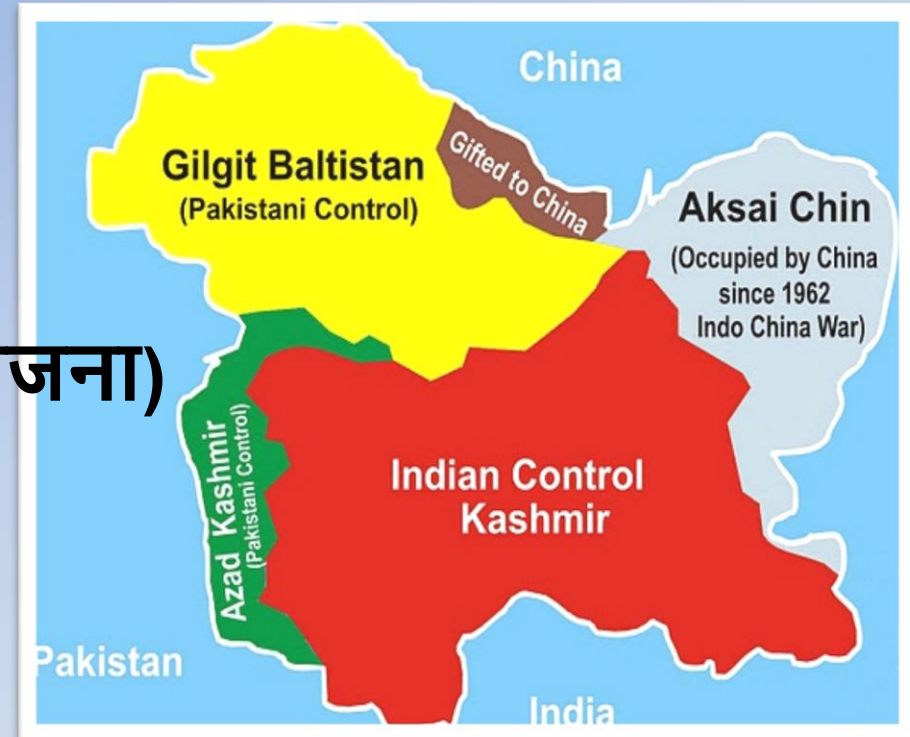 China
Gilgit Baltistan
(Pakistani Control)
Gifted to China
Aksai Chin
(Occupied by China
since 1962
Indo China War)
जना)
Azad Kashmir
(Pakistani Control)
Indian Control
Kashmir
Pakistan
India